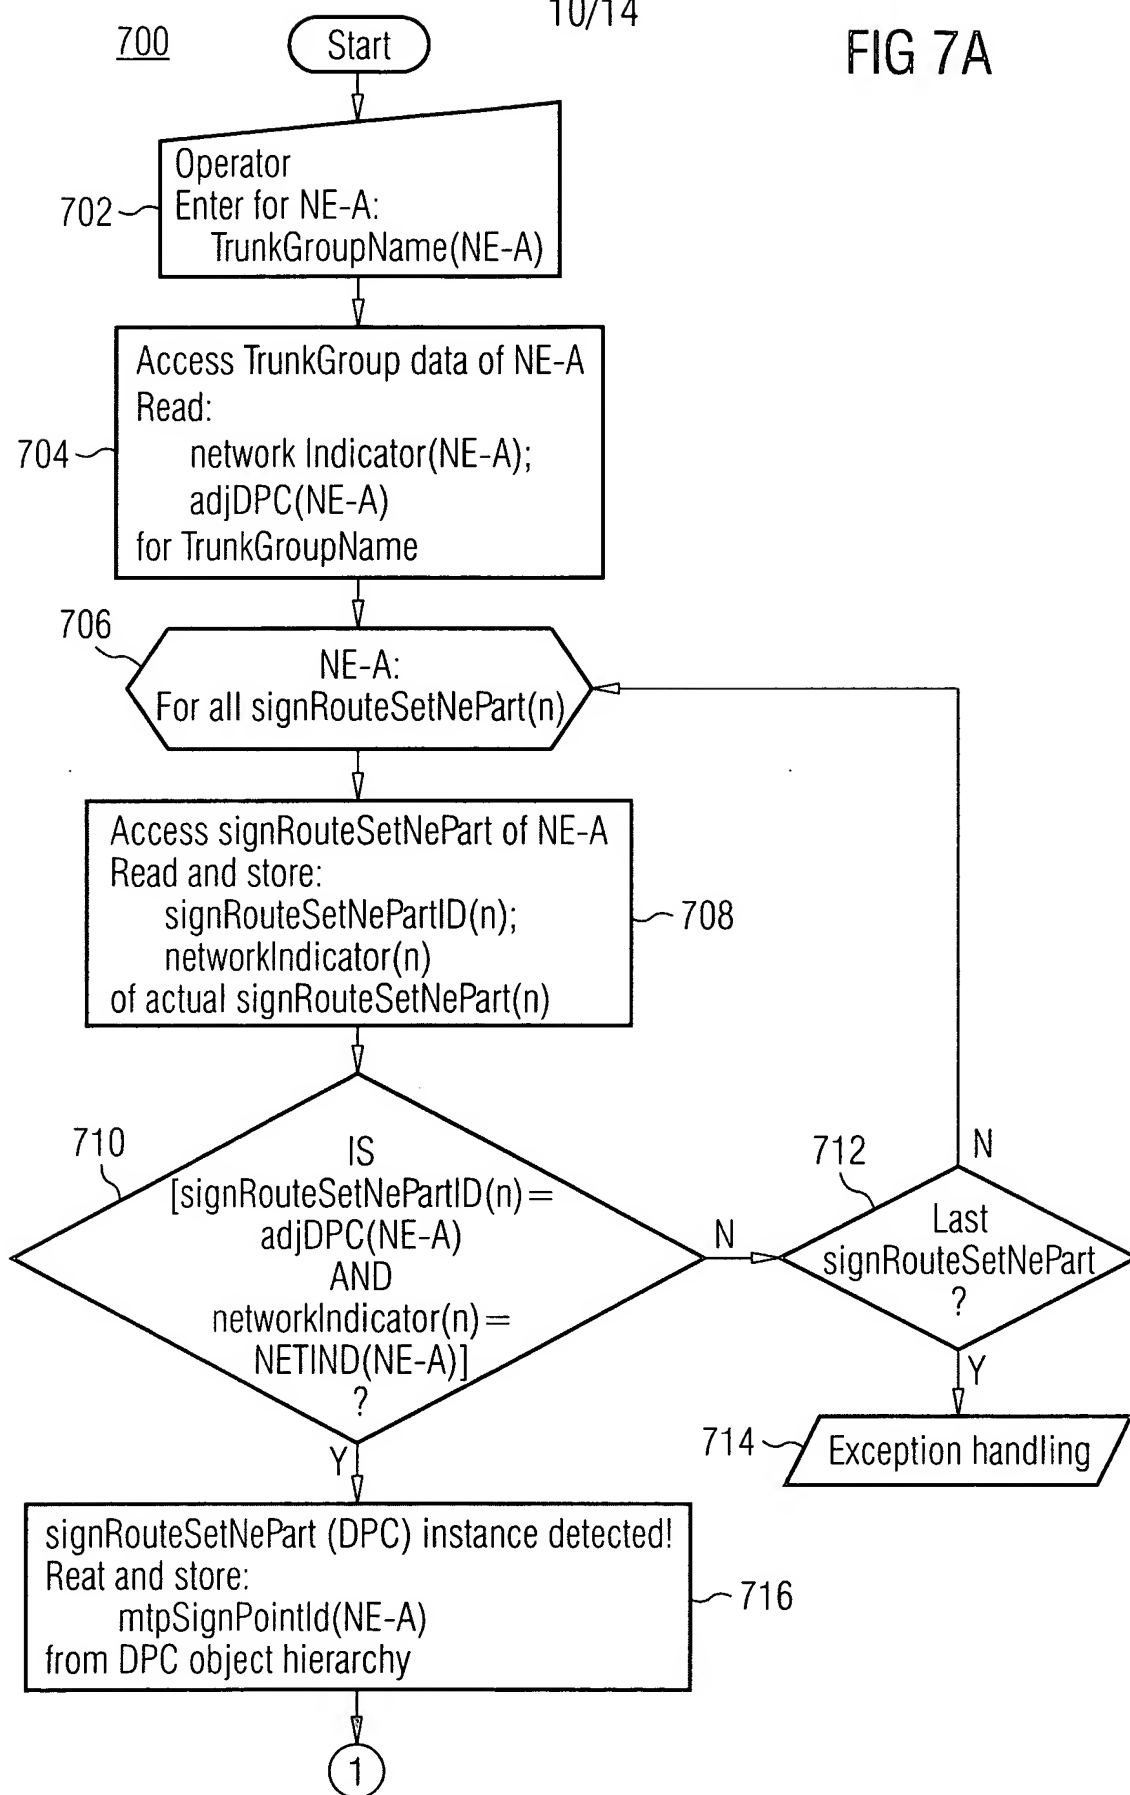 10/14
700
Start
FIG 7A
Operator
Enter for NE-A:
TrunkGroupName(NE-A)
702
Access TrunkGroup data of NE-A
Read:
network Indicator(NE-A);
adjDPC(NE-A)
for TrunkGroupName
704
706
NE-A:
For all signRouteSetNePart(n)
Access signRouteSetNePart of NE-A
Read and store:
signRouteSetNePartID(n);
networkIndicator(n)
of actual signRouteSetNePart(n)
708
710
IS
[signRouteSetNePartID(n)=
adjDPC(NE-A)
AND
networkIndicator(n)=
NETIND(NE-A)]
?
N
Y
712
N
Last
signRouteSetNePart
?
Y
714
Exception handling
signRouteSetNePart (DPC) instance detected!
Reat and store:
mtpSignPointId(NE-A)
from DPC object hierarchy
716
1